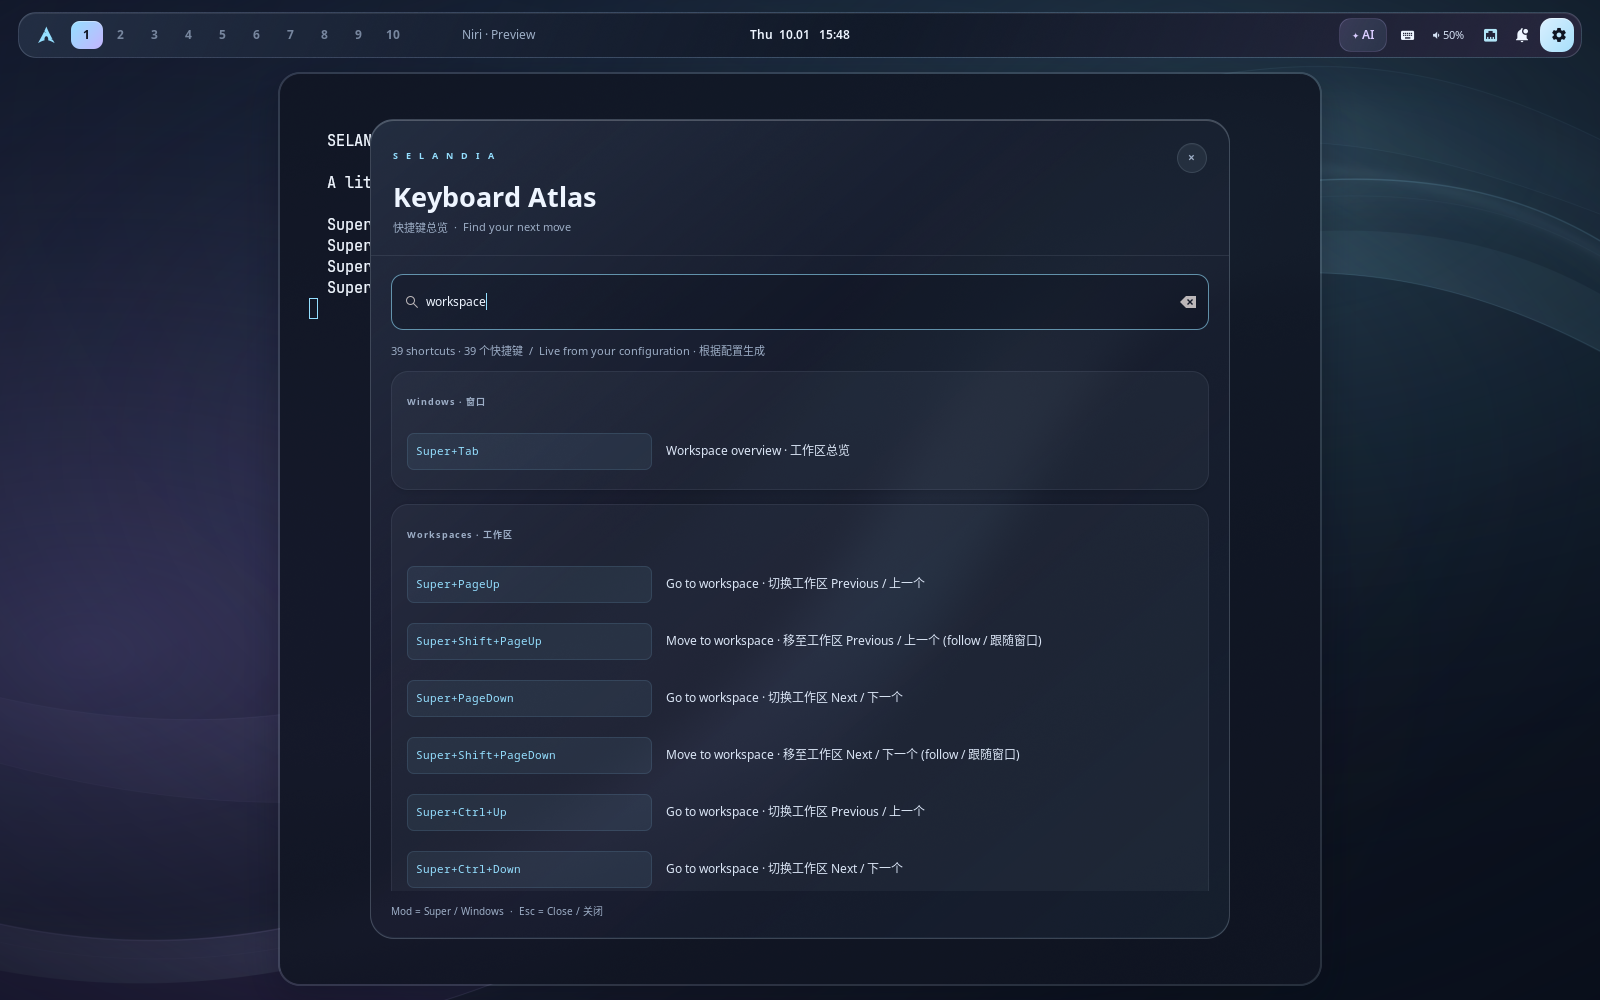 1 2 3 4 5 6 7 8 9 10 Niri · Preview Thu 10.01 15:48 AI 50%
SELAN
A lit
Super
Super
Super
Super
SELANDIA
×
Keyboard Atlas
快捷键总览 · Find your next move
workspace
39 shortcuts · 39 个快捷键 / Live from your configuration · 根据配置生成
Windows · 窗口
Super+Tab Workspace overview · 工作区总览
Workspaces · 工作区
Super+PageUp Go to workspace · 切换工作区 Previous / 上一个
Super+Shift+PageUp Move to workspace · 移至工作区 Previous / 上一个 (follow / 跟随窗口)
Super+PageDown Go to workspace · 切换工作区 Next / 下一个
Super+Shift+PageDown Move to workspace · 移至工作区 Next / 下一个 (follow / 跟随窗口)
Super+Ctrl+Up Go to workspace · 切换工作区 Previous / 上一个
Super+Ctrl+Down Go to workspace · 切换工作区 Next / 下一个
Mod = Super / Windows · Esc = Close / 关闭